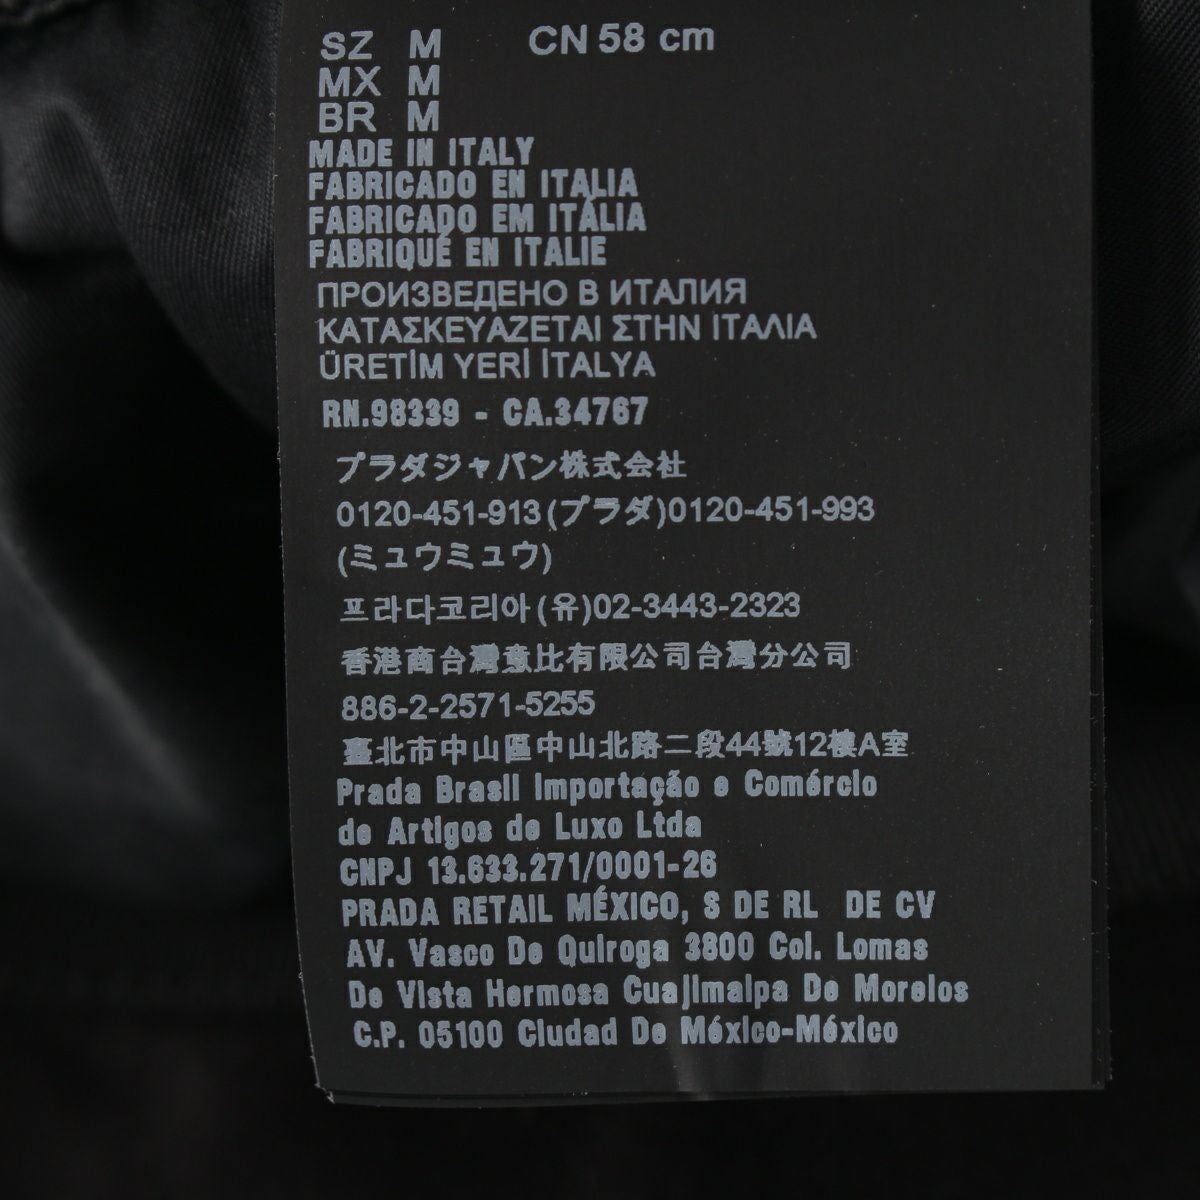 SZ M CN 58 cm
MX M
BR M
MADE IN ITALY
FABRICADO EN ITALIA
FABRICADO EM ITÁLIA
FABRIQUÉ EN ITALIE
ПРОИЗВЕДЕНО В ИТАЛИЯ
ΚΑΤΑΣΚΕΥΑΖΕΤΑΙ ΣΤΗΝ ΙΤΑΛΙΑ
ÜRETİM YERİ İTALYA
RN.98339 - CA.34767
プラダジャパン株式会社
0120-451-913(プラダ)0120-451-993
(ミュウミュウ)
프라다코리아(유)02-3443-2323
香港商台灣意比有限公司台灣分公司
886-2-2571-5255
臺北市中山區中山北路二段44號12樓A室
Prada Brasil Importação e Comércio
de Artigos de Luxo Ltda
CNPJ 13.633.271/0001-26
PRADA RETAIL MÉXICO, S DE RL DE CV
AV. Vasco De Quiroga 3800 Col. Lomas
De Vista Hermosa Cuajimalpa De Morelos
C.P. 05100 Ciudad De México-México